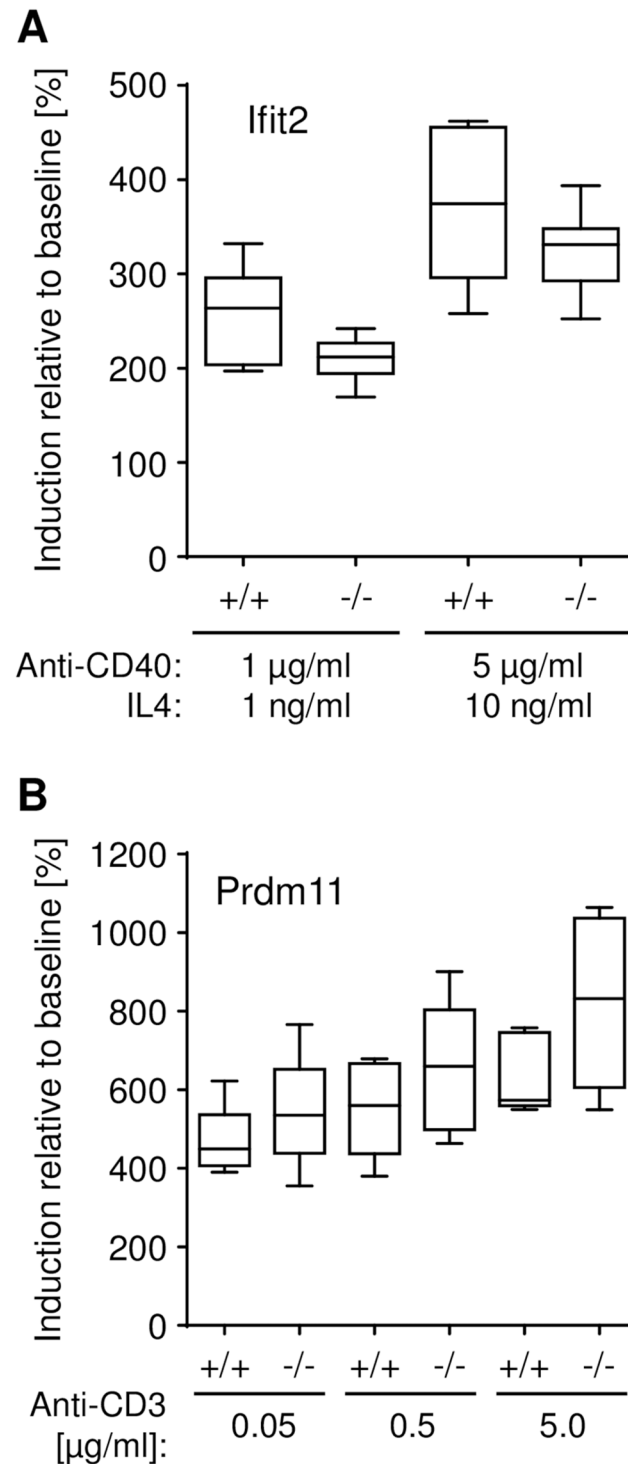 A
Induction relative to baseline [%]
500
400
300
200
100
0
Ifit2
+/+ -/- +/+ -/-
Anti-CD40: 1 µg/ml 5 µg/ml
IL4: 1 ng/ml 10 ng/ml
B
Induction relative to baseline [%]
1200
1000
800
600
400
200
0
Prdm11
+/+ -/- +/+ -/- +/+ -/-
Anti-CD3
[µg/ml]: 0.05 0.5 5.0